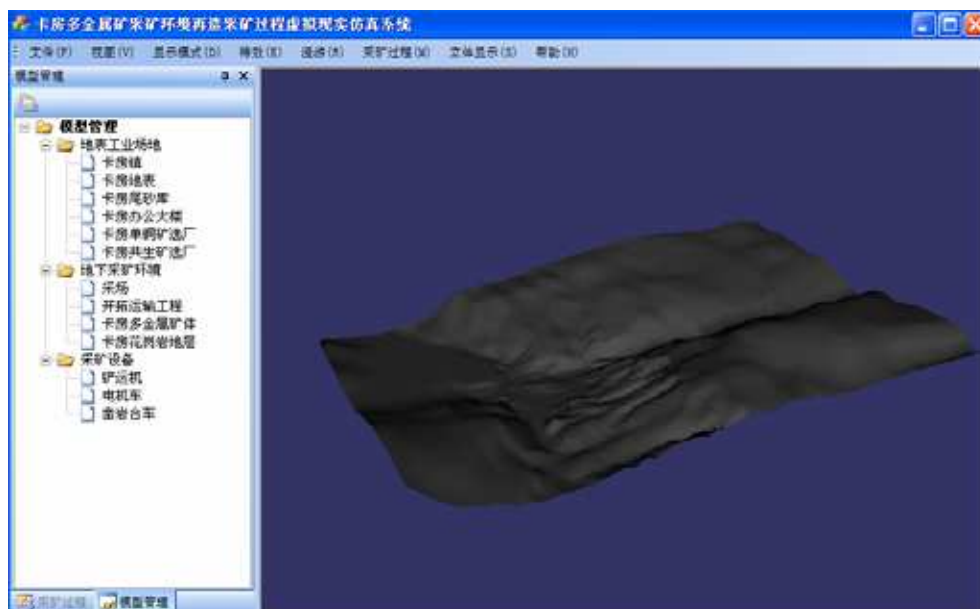 卡房多金属矿采矿环境再造采矿过程虚拟现实仿真系统
文件(F) 视图(V) 显示模式(D) 特效(E) 漫游(R) 采矿过程(M) 立体显示(S) 帮助(H)
模型管理
模型管理
地表工业场地
卡房镇
卡房地表
卡房尾砂库
卡房办公大楼
卡房单铜矿选厂
卡房共生矿选厂
地下采矿环境
采场
开拓运输工程
卡房多金属矿体
卡房花岗岩地层
采矿设备
铲运机
电机车
凿岩台车
采矿过程 模型管理